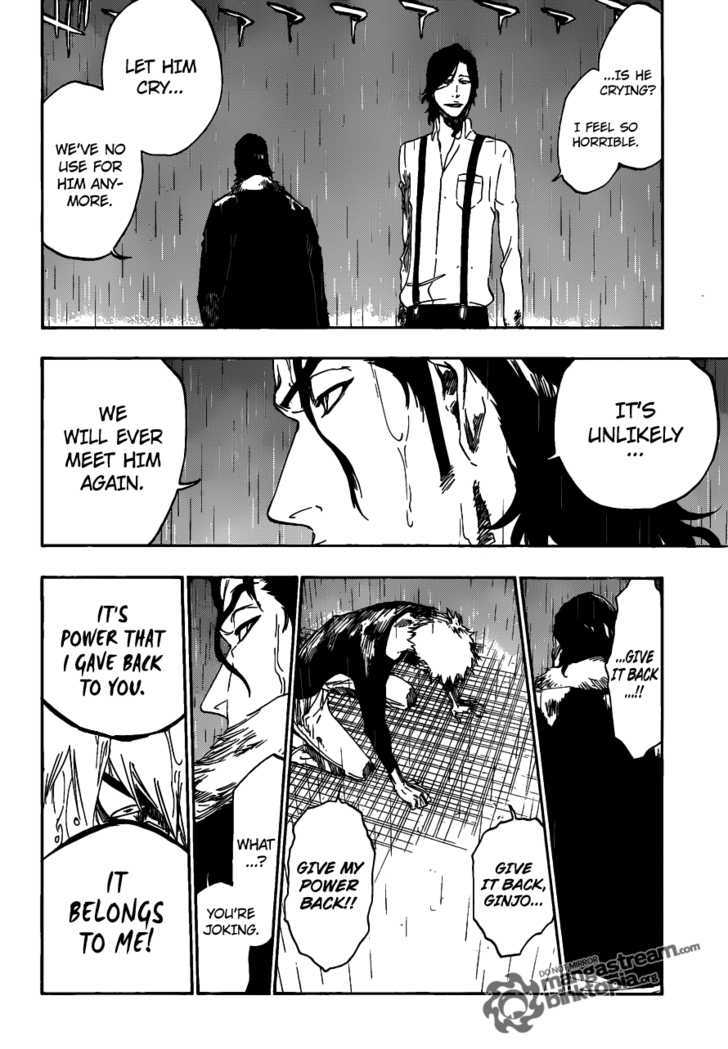 ...IS HE
CRYING?
I FEEL SO
HORRIBLE.
LET HIM
CRY...
WE'VE NO
USE FOR
HIM ANY-
MORE.
IT'S
UNLIKELY
...
WE
WILL EVER
MEET HIM
AGAIN.
...GIVE
IT BACK
...!!
GIVE
IT BACK,
GINJO...
GIVE MY
POWER
BACK!!
WHAT
...?
YOU'RE
JOKING.
IT'S
POWER THAT
I GAVE BACK
TO YOU.
IT
BELONGS
TO ME!
DO NOT MIRROR
mangastream.com
binktopia.org